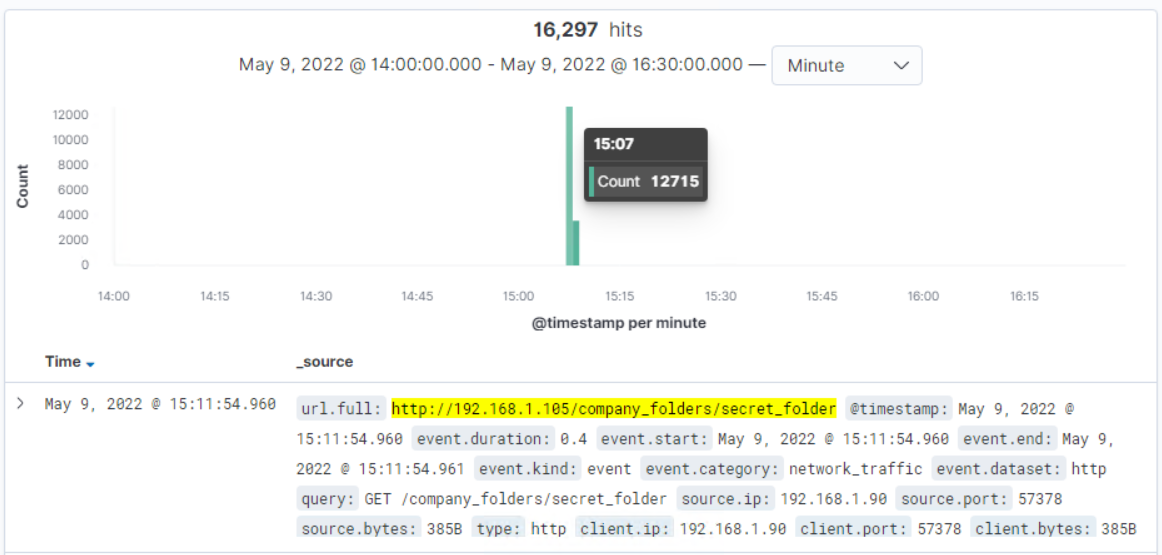 16,297 hits
May 9, 2022 @ 14:00:00.000 - May 9, 2022 @ 16:30:00.000 — Minute
12000
10000
8000
6000
4000
2000
0
Count
15:07
Count 12715
14:00 14:15 14:30 14:45 15:00 15:15 15:30 15:45 16:00 16:15
@timestamp per minute
Time _source
May 9, 2022 @ 15:11:54.960 url.full: http://192.168.1.105/company_folders/secret_folder @timestamp: May 9, 2022 @
15:11:54.960 event.duration: 0.4 event.start: May 9, 2022 @ 15:11:54.960 event.end: May 9,
2022 @ 15:11:54.961 event.kind: event event.category: network_traffic event.dataset: http
query: GET /company_folders/secret_folder source.ip: 192.168.1.90 source.port: 57378
source.bytes: 385B type: http client.ip: 192.168.1.90 client.port: 57378 client.bytes: 385B